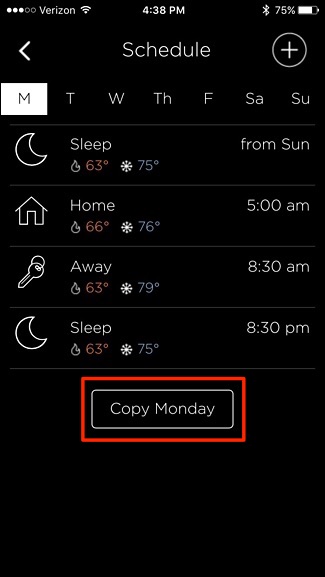 Verizon 4:38 PM 75%
Schedule
M T W Th F Sa Su
Sleep from Sun
63° 75°
Home 5:00 am
66° 76°
Away 8:30 am
63° 79°
Sleep 8:30 pm
63° 75°
Copy Monday